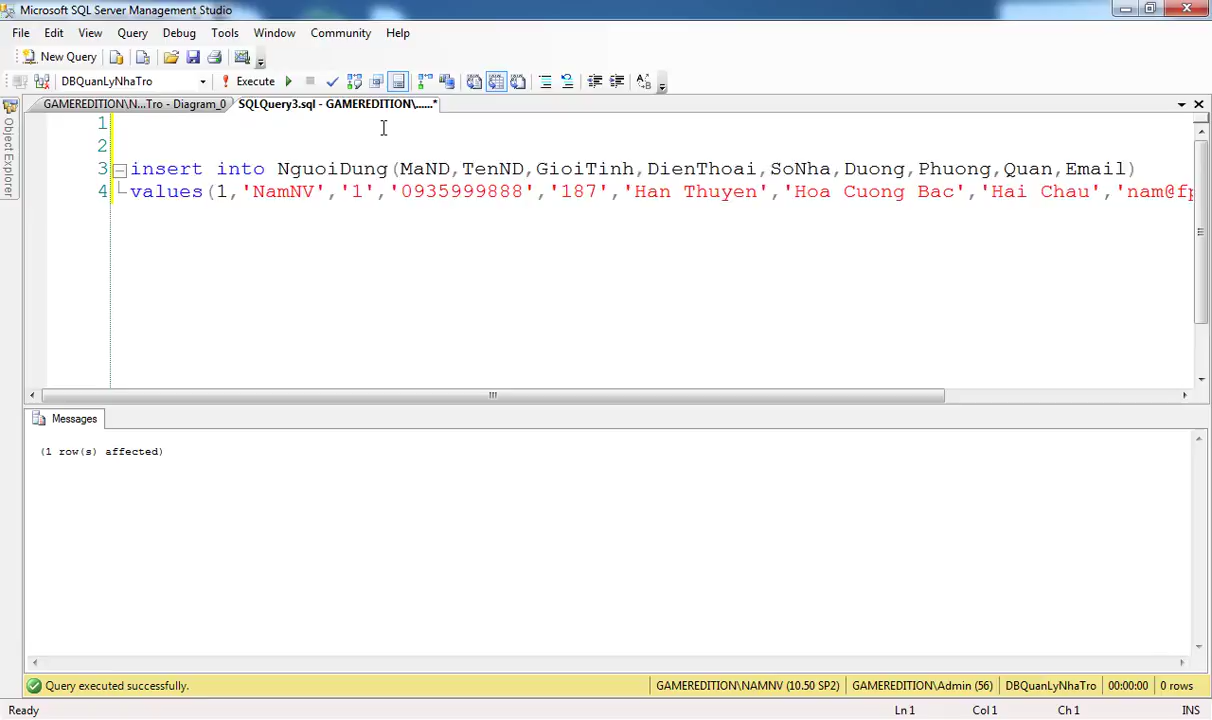 Microsoft SQL Server Management Studio
File Edit View Query Debug Tools Window Community Help
New Query
DBQuanLyNhaTro Execute
GAMEREDITION\N...Tro - Diagram_0 SQLQuery3.sql - GAMEREDITION\......*
Object Explorer
1
2
3 insert into NguoiDung(MaND,TenND,GioiTinh,DienThoai,SoNha,Duong,Phuong,Quan,Email)
4 values(1,'NamNV','1','0935999888','187','Han Thuyen','Hoa Cuong Bac','Hai Chau','nam@fp
Messages
(1 row(s) affected)
Query executed successfully. GAMEREDITION\NAMNV (10.50 SP2) GAMEREDITION\Admin (56) DBQuanLyNhaTro 00:00:00 0 rows
Ready Ln 1 Col 1 Ch 1 INS